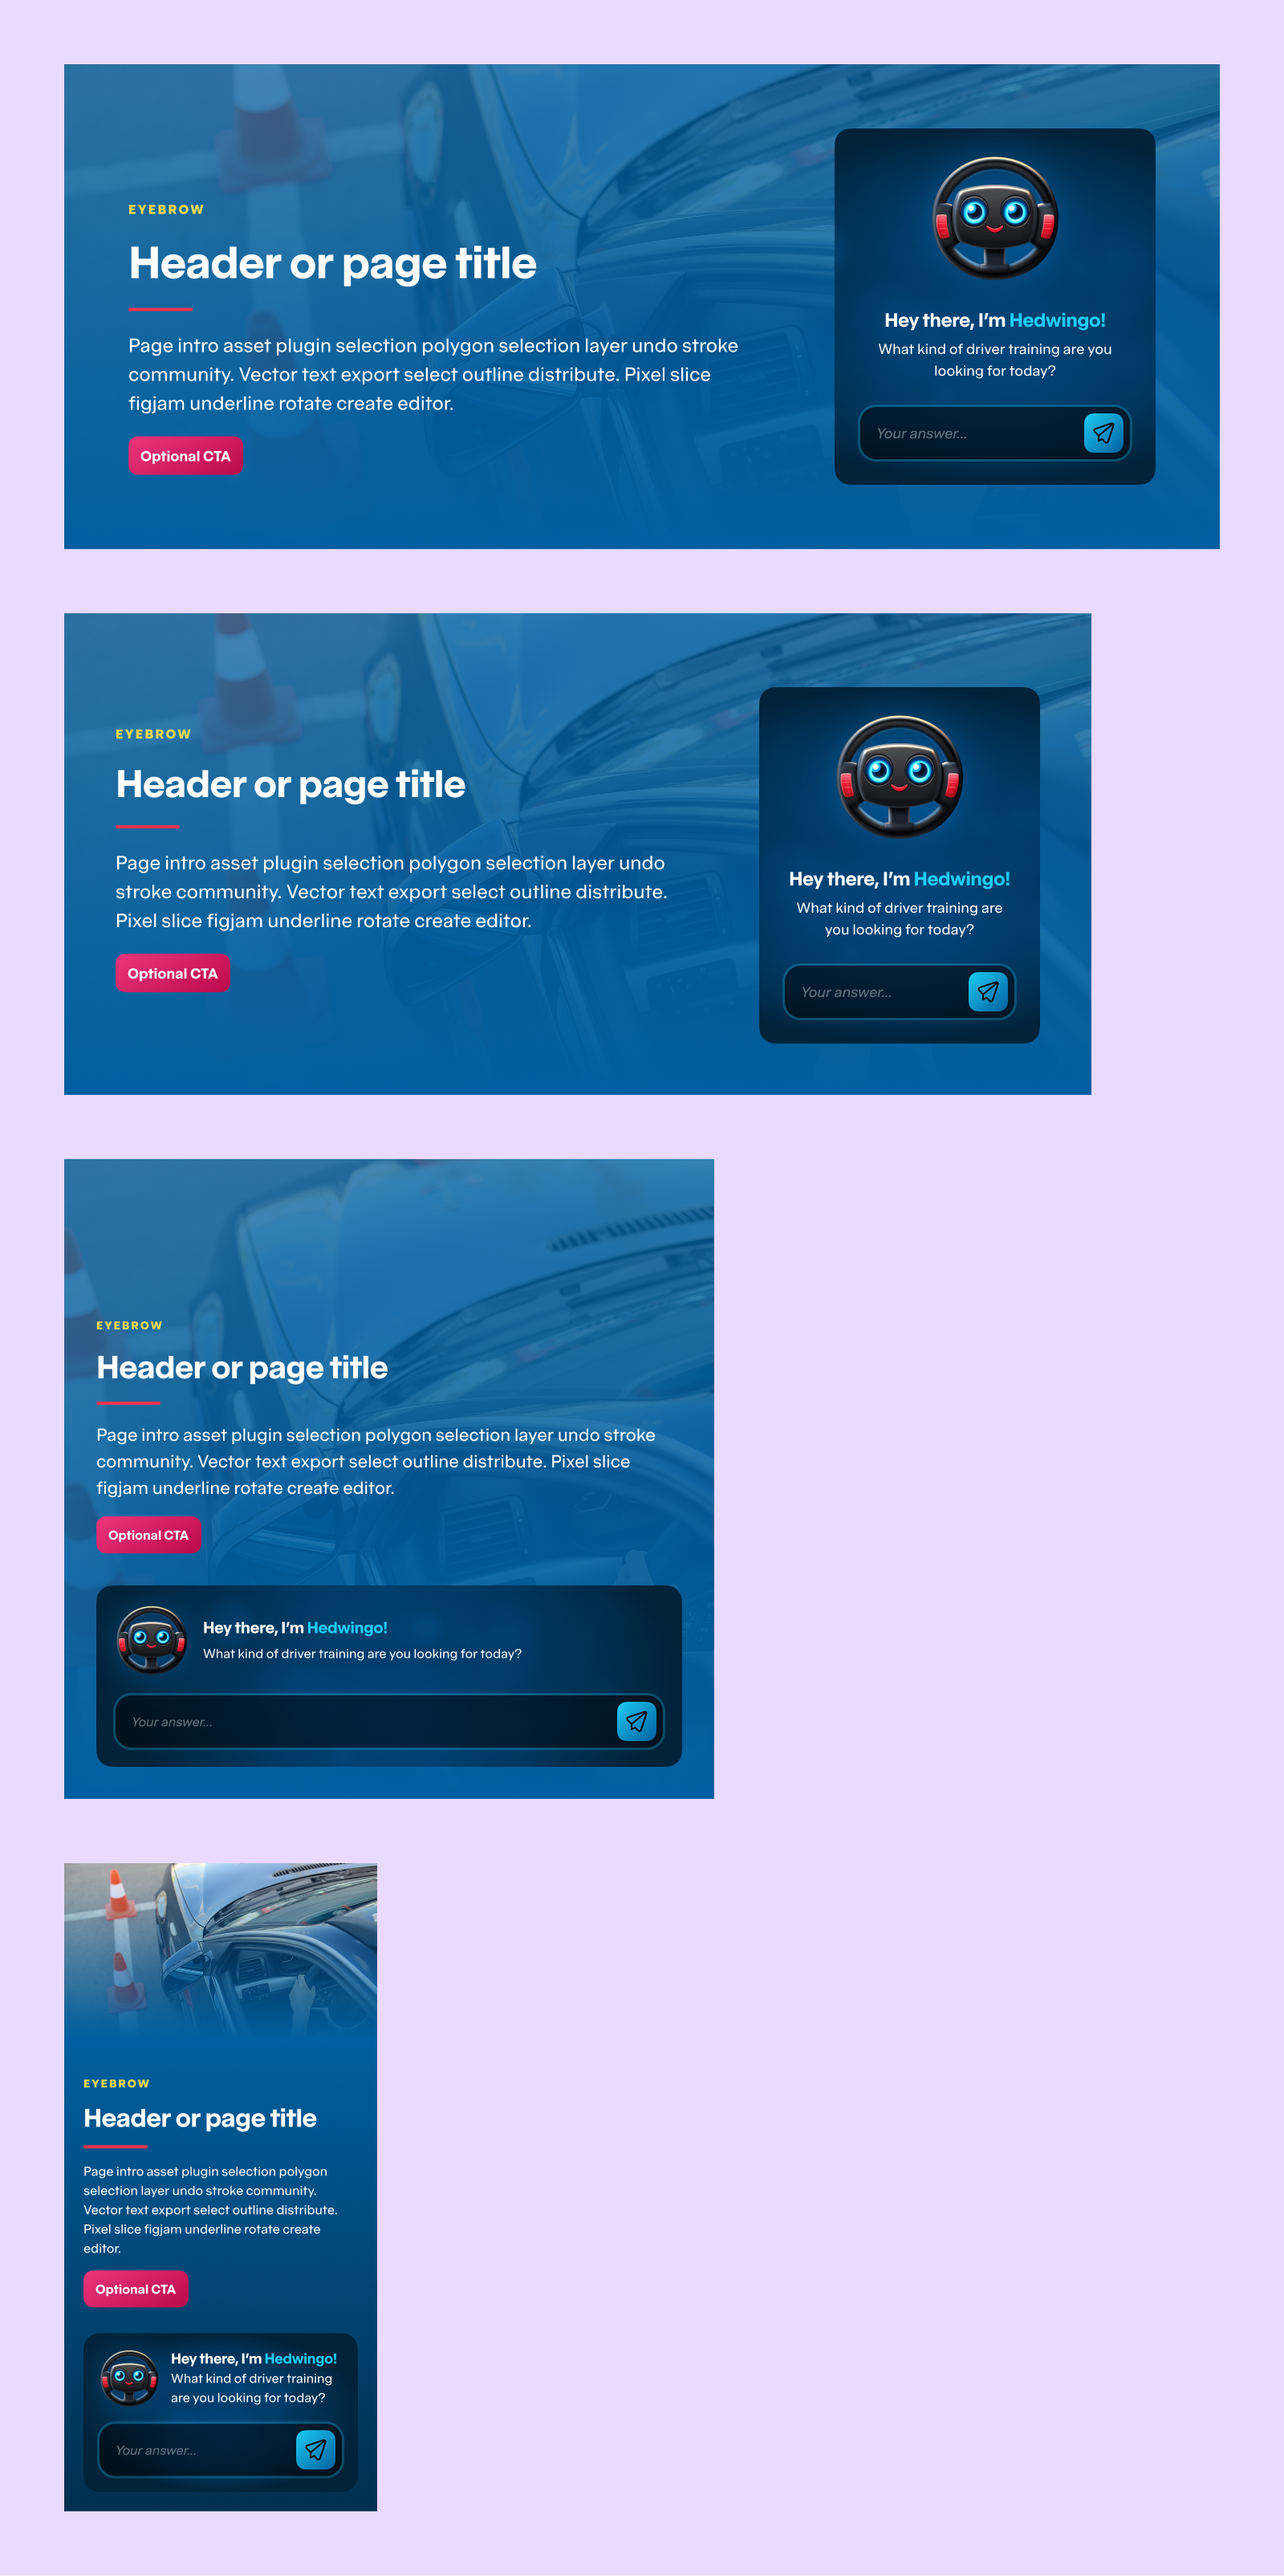 EYEBROW
Header or page title
Page intro asset plugin selection polygon selection layer undo stroke
community. Vector text export select outline distribute. Pixel slice
figjam underline rotate create editor.
Optional CTA
Hey there, I'm Hedwingo!
What kind of driver training are you
looking for today?
Your answer...
EYEBROW
Header or page title
Page intro asset plugin selection polygon selection layer undo
stroke community. Vector text export select outline distribute.
Pixel slice figjam underline rotate create editor.
Optional CTA
Hey there, I'm Hedwingo!
What kind of driver training are
you looking for today?
Your answer...
EYEBROW
Header or page title
Page intro asset plugin selection polygon selection layer undo stroke
community. Vector text export select outline distribute. Pixel slice
figjam underline rotate create editor.
Optional CTA
Hey there, I'm Hedwingo!
What kind of driver training are you looking for today?
Your answer...
EYEBROW
Header or page title
Page intro asset plugin selection polygon
selection layer undo stroke community.
Vector text export select outline distribute.
Pixel slice figjam underline rotate create
editor.
Optional CTA
Hey there, I'm Hedwingo!
What kind of driver training
are you looking for today?
Your answer...